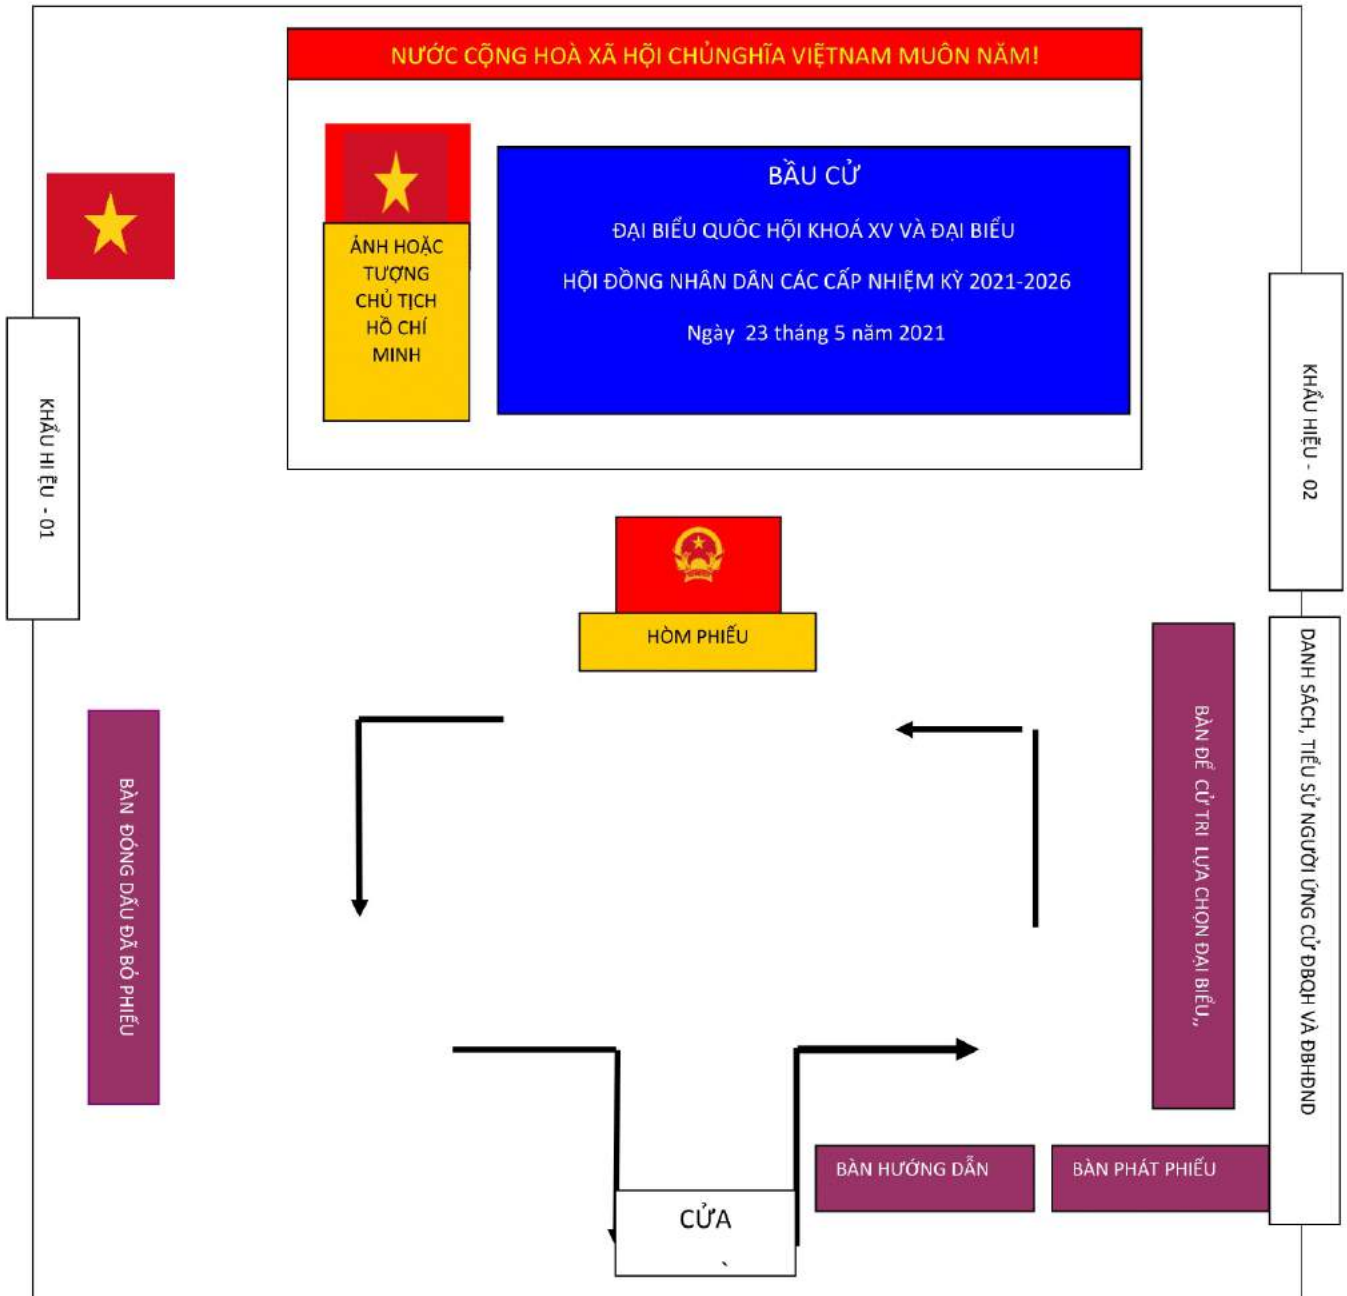 NƯỚC CỘNG HOÀ XÃ HỘI CHỦNGHĨA VIỆTNAM MUÔN NĂM!
ẢNH HOẶC
TƯỢNG
CHỦ TỊCH
HỒ CHÍ
MINH
BẦU CỬ
ĐẠI BIỂU QUÔC HỘI KHOÁ XV VÀ ĐẠI BIỂU
HỘI ĐỒNG NHÂN DÂN CÁC CẤP NHIỆM KỲ 2021-2026
Ngày 23 tháng 5 năm 2021
KHẨU HI ỆU - 01
KHẨU HIỆU - 02
HÒM PHIẾU
BÀN ĐÓNG DẤU ĐÃ BỎ PHIẾU
BÀN ĐỂ CỬ TRI LỰA CHỌN ĐẠI BIỂU,,
DANH SÁCH, TIỂU SỬ NGƯỜI ỨNG CỬ ĐBQH VÀ ĐBHĐND
BÀN HƯỚNG DẪN
BÀN PHÁT PHIẾU
CỬA